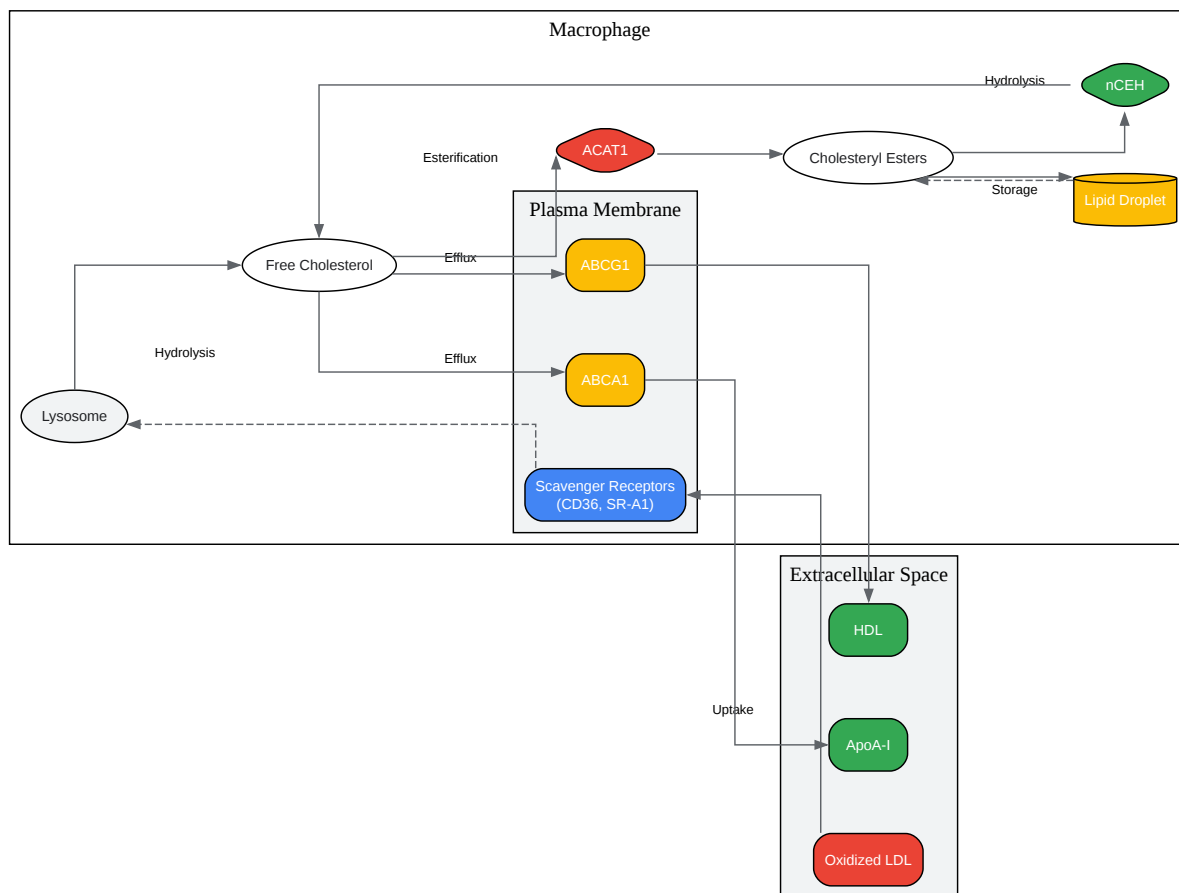 Macrophage
Hydrolysis
nCEH
ACAT1
Esterification
Cholesteryl Esters
Storage
Lipid Droplet
Plasma Membrane
Free Cholesterol
Efflux
ABCG1
Hydrolysis
Efflux
ABCA1
Lysosome
Scavenger Receptors
(CD36, SR-A1)
Extracellular Space
HDL
Uptake
ApoA-I
Oxidized LDL